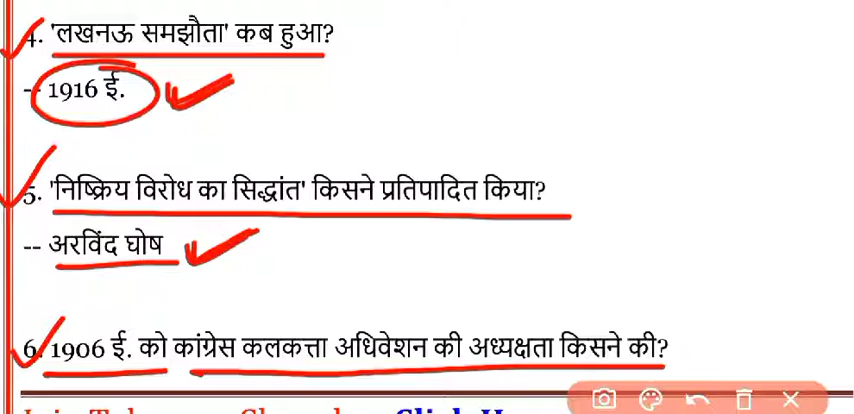 4. 'लखनऊ समझौता' कब हुआ?
-- 1916 ई.
5. 'निष्क्रिय विरोध का सिद्धांत' किसने प्रतिपादित किया?
-- अरविंद घोष
6. 1906 ई. को कांग्रेस कलकत्ता अधिवेशन की अध्यक्षता किसने की?